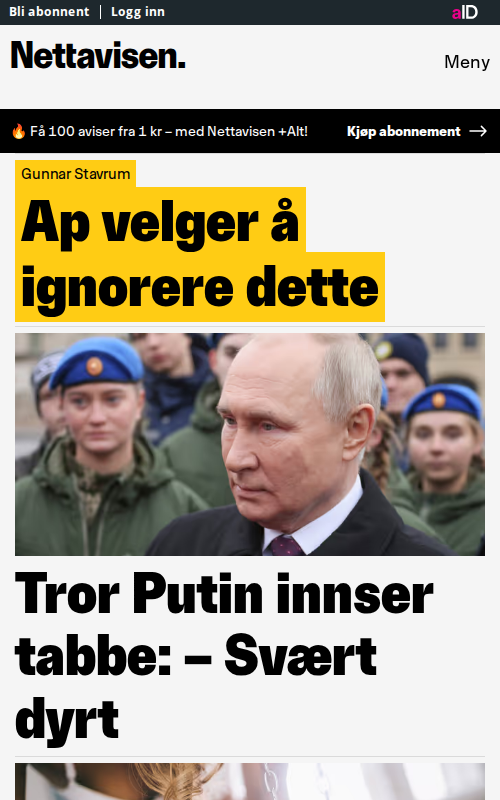 Bli abonnent | Logg inn
aID
Nettavisen.
Meny
🔥 Få 100 aviser fra 1 kr – med Nettavisen +Alt!
Kjøp abonnement →
Gunnar Stavrum
Ap velger å
ignorere dette
Tror Putin innser
tabbe: – Svært
dyrt